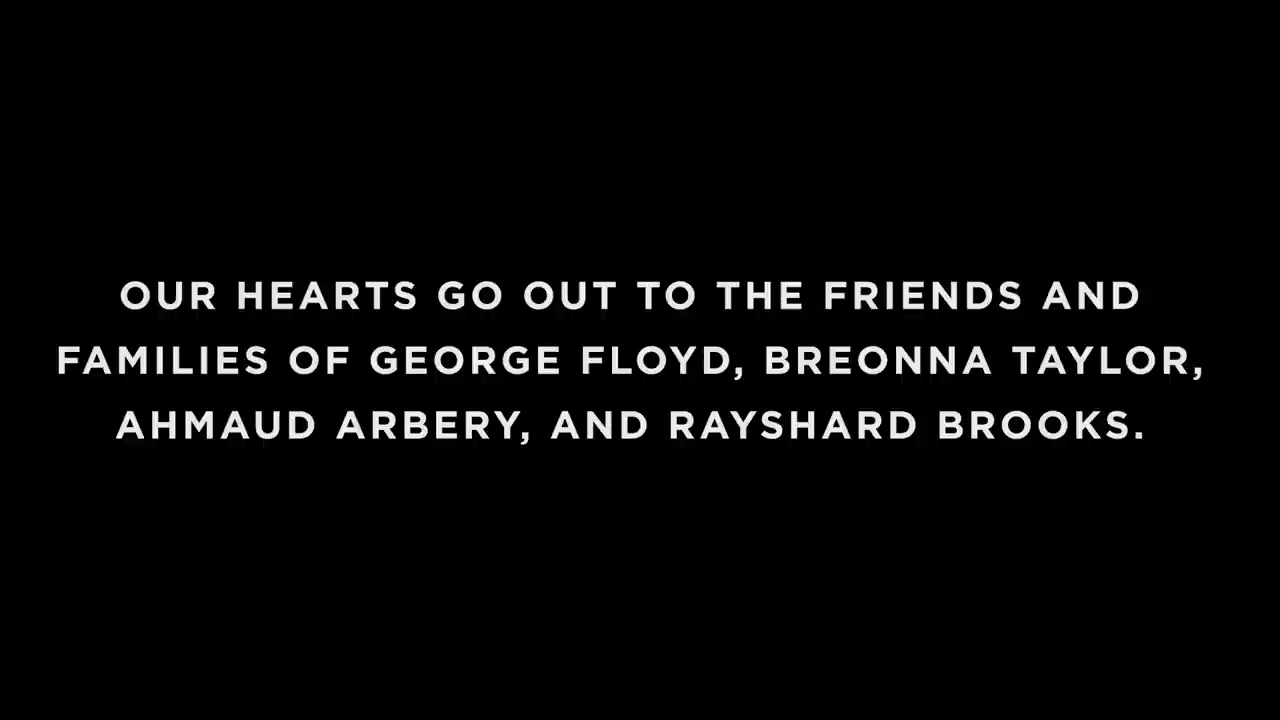 OUR HEARTS GO OUT TO THE FRIENDS AND
FAMILIES OF GEORGE FLOYD, BREONNA TAYLOR,
AHMAUD ARBERY, AND RAYSHARD BROOKS.